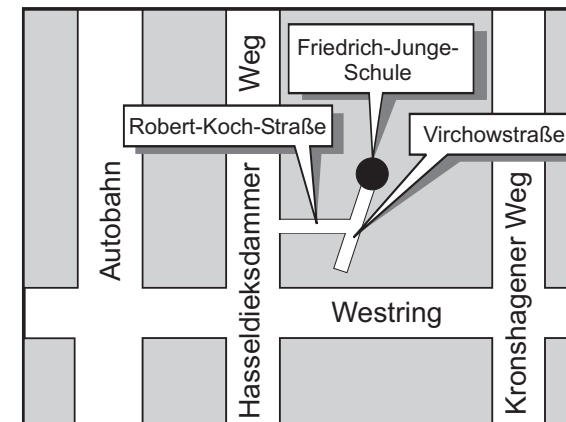 Friedrich-Junge-
Schule
Robert-Koch-Straße
Virchowstraße
Autobahn
Hasseldieksdammer Weg
Kronshagener Weg
Westring